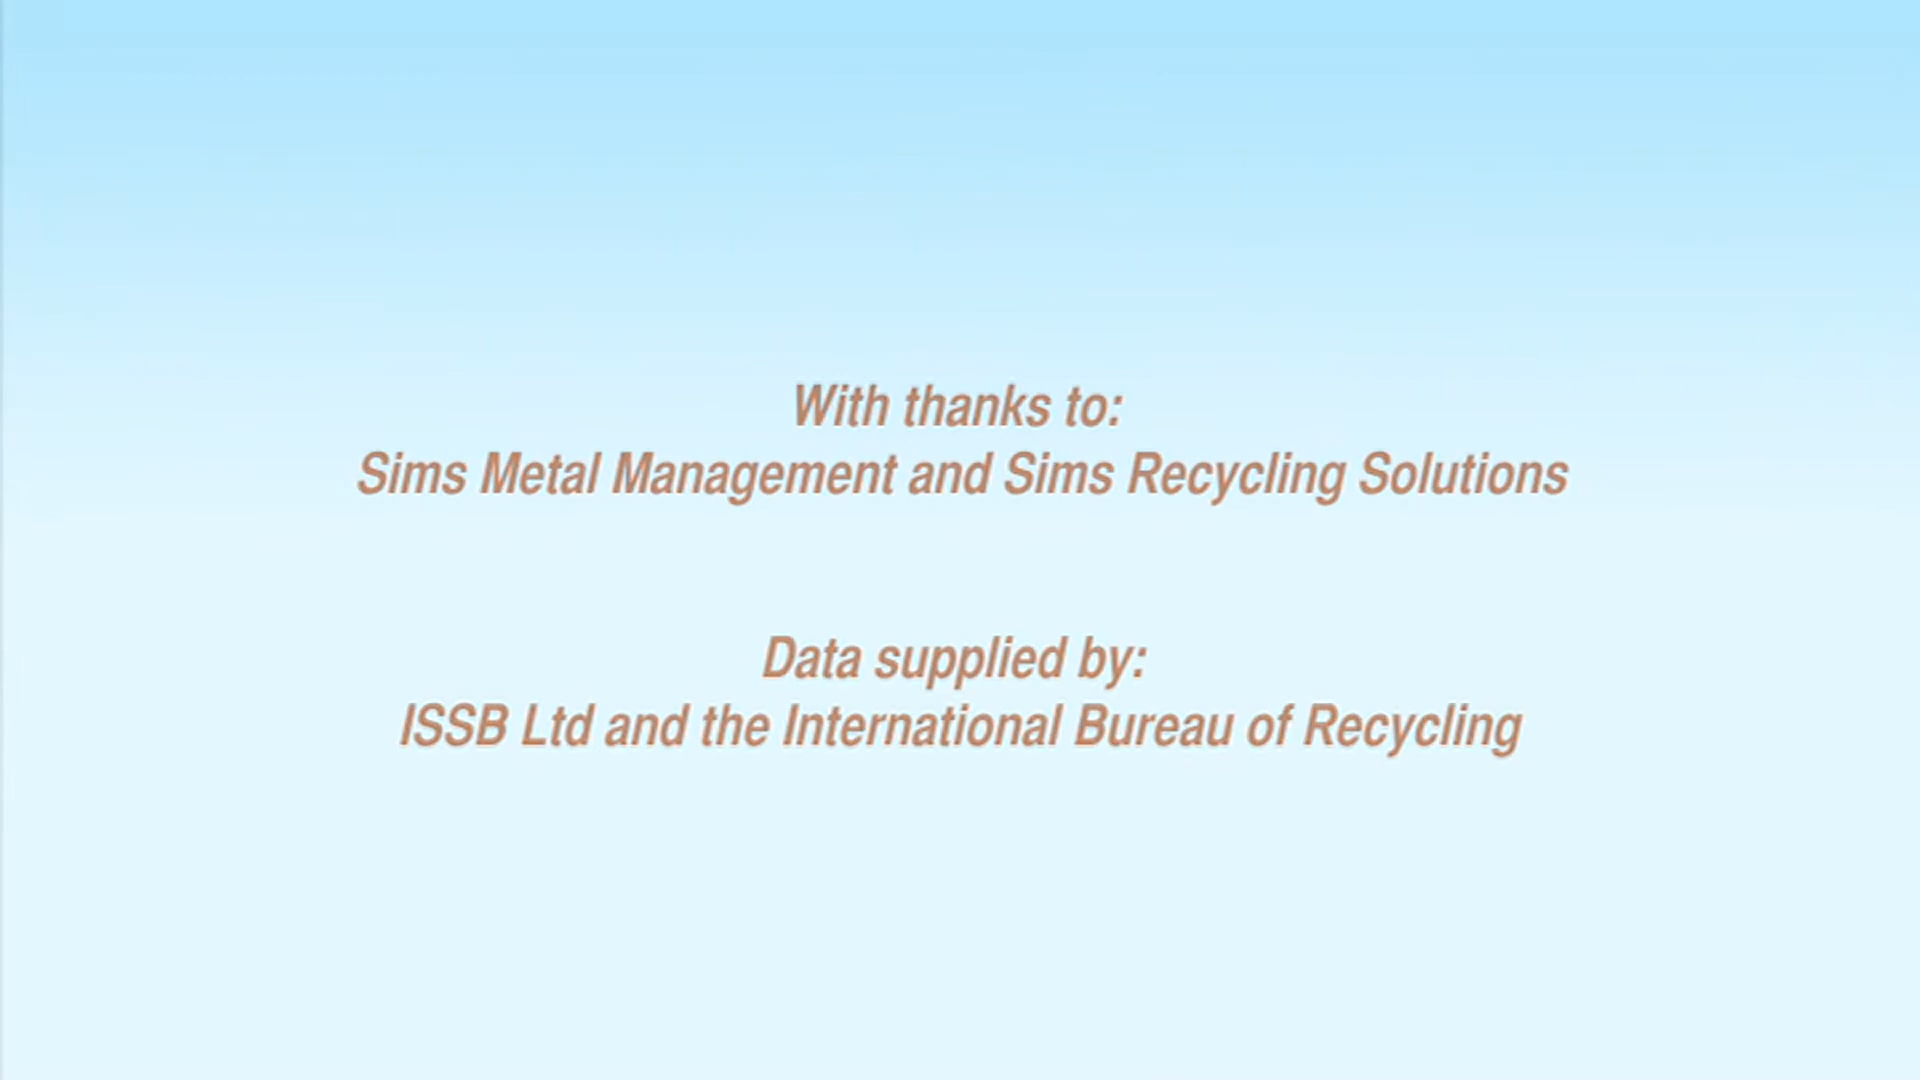 With thanks to:
Sims Metal Management and Sims Recycling Solutions
Data supplied by:
ISSB Ltd and the International Bureau of Recycling